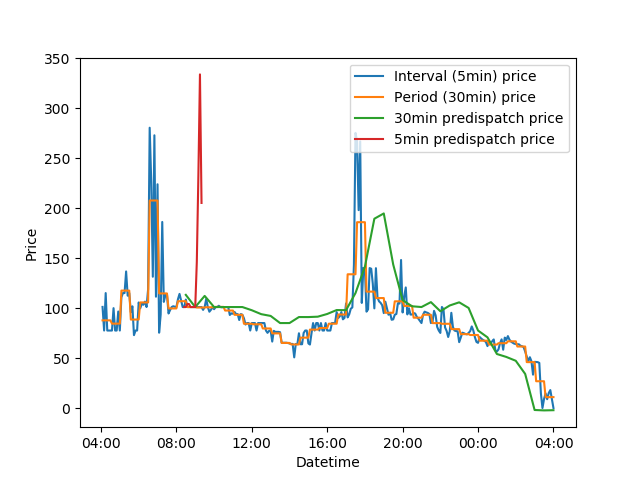 350
300
250
200
150
100
50
0
Price
04:00 08:00 12:00 16:00 20:00 00:00 04:00
Datetime
Interval (5min) price
Period (30min) price
30min predispatch price
5min predispatch price